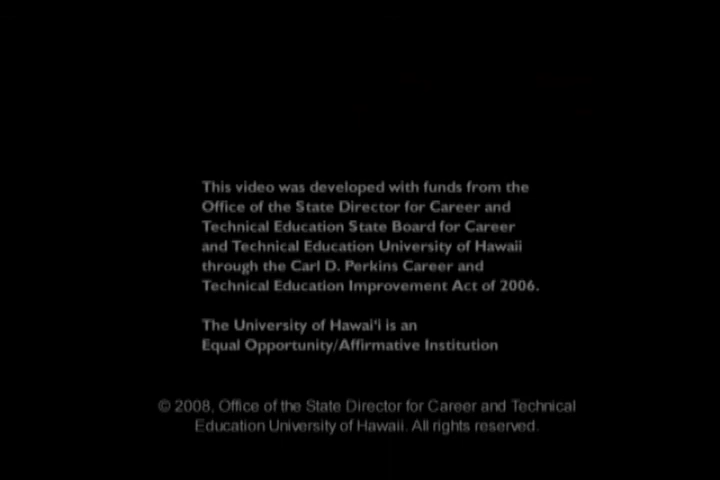 This video was developed with funds from the
Office of the State Director for Career and
Technical Education State Board for Career
and Technical Education University of Hawaii
through the Carl D. Perkins Career and
Technical Education Improvement Act of 2006.
The University of Hawai'i is an
Equal Opportunity/Affirmative Institution
© 2008, Office of the State Director for Career and Technical
Education University of Hawaii. All rights reserved.